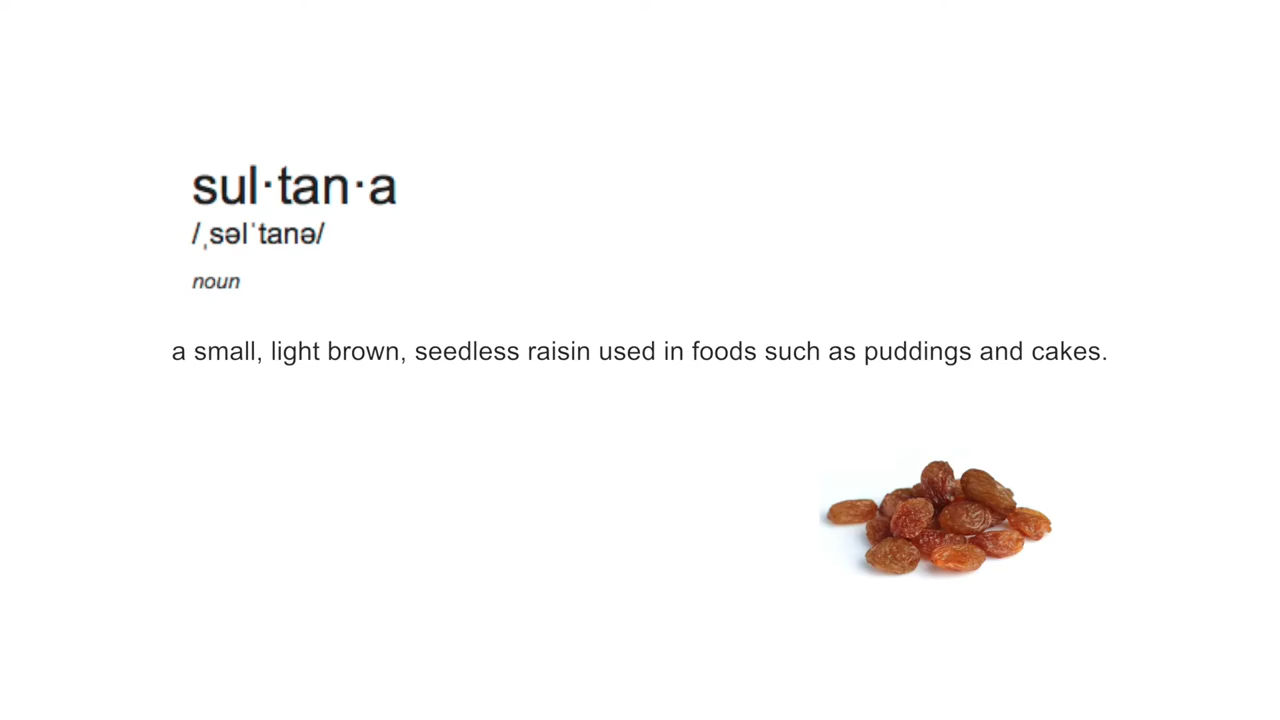 sul·tan·a
/ˌsəlˈtanə/
noun
a small, light brown, seedless raisin used in foods such as puddings and cakes.